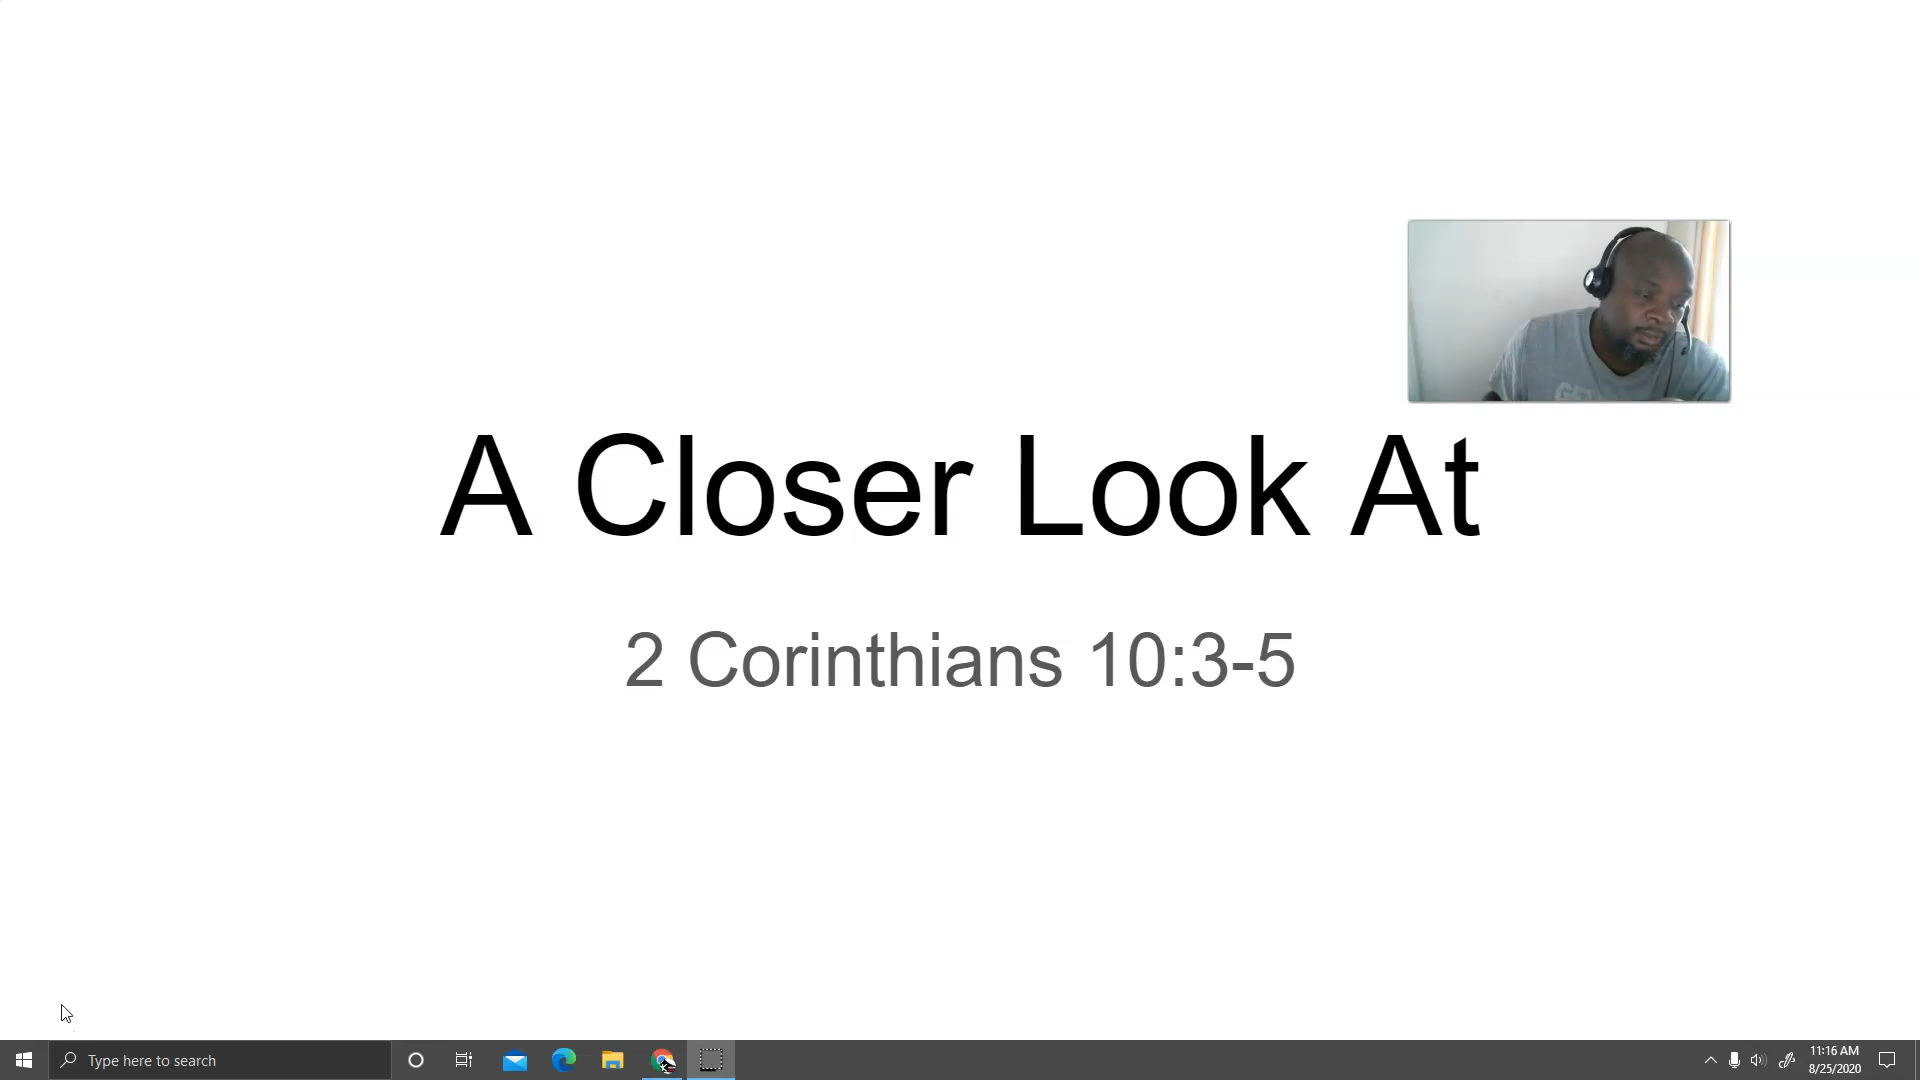 A Closer Look At
2 Corinthians 10:3-5
Type here to search
11:16 AM
8/25/2020